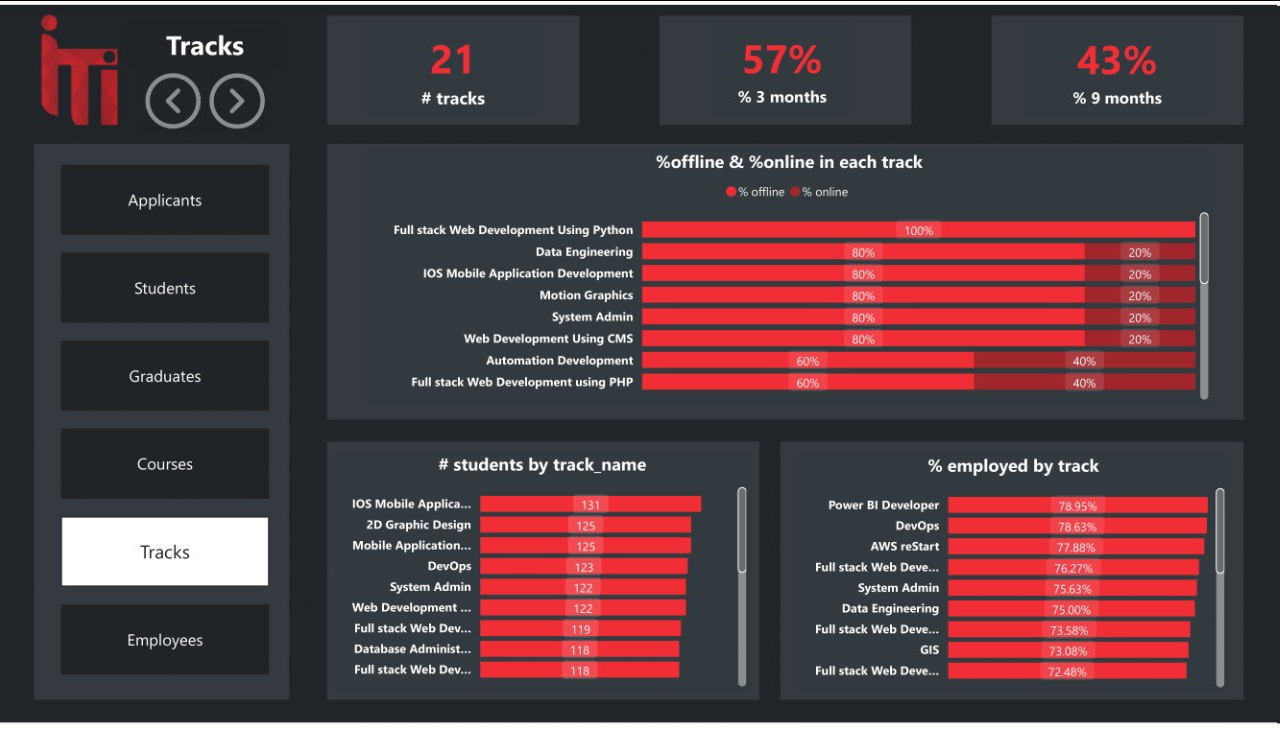 iTi
Tracks
21
# tracks
57%
% 3 months
43%
% 9 months
Applicants
Students
Graduates
Courses
Tracks
Employees
%offline & %online in each track
% offline % online
Full stack Web Development Using Python 100%
Data Engineering 80% 20%
IOS Mobile Application Development 80% 20%
Motion Graphics 80% 20%
System Admin 80% 20%
Web Development Using CMS 80% 20%
Automation Development 60% 40%
Full stack Web Development using PHP 60% 40%
# students by track_name
IOS Mobile Applica... 131
2D Graphic Design 125
Mobile Application... 125
DevOps 123
System Admin 122
Web Development ... 122
Full stack Web Dev... 119
Database Administ... 118
Full stack Web Dev... 118
% employed by track
Power BI Developer 78.95%
DevOps 78.63%
AWS reStart 77.88%
Full stack Web Deve... 76.27%
System Admin 75.63%
Data Engineering 75.00%
Full stack Web Deve... 73.58%
GIS 73.08%
Full stack Web Deve... 72.48%